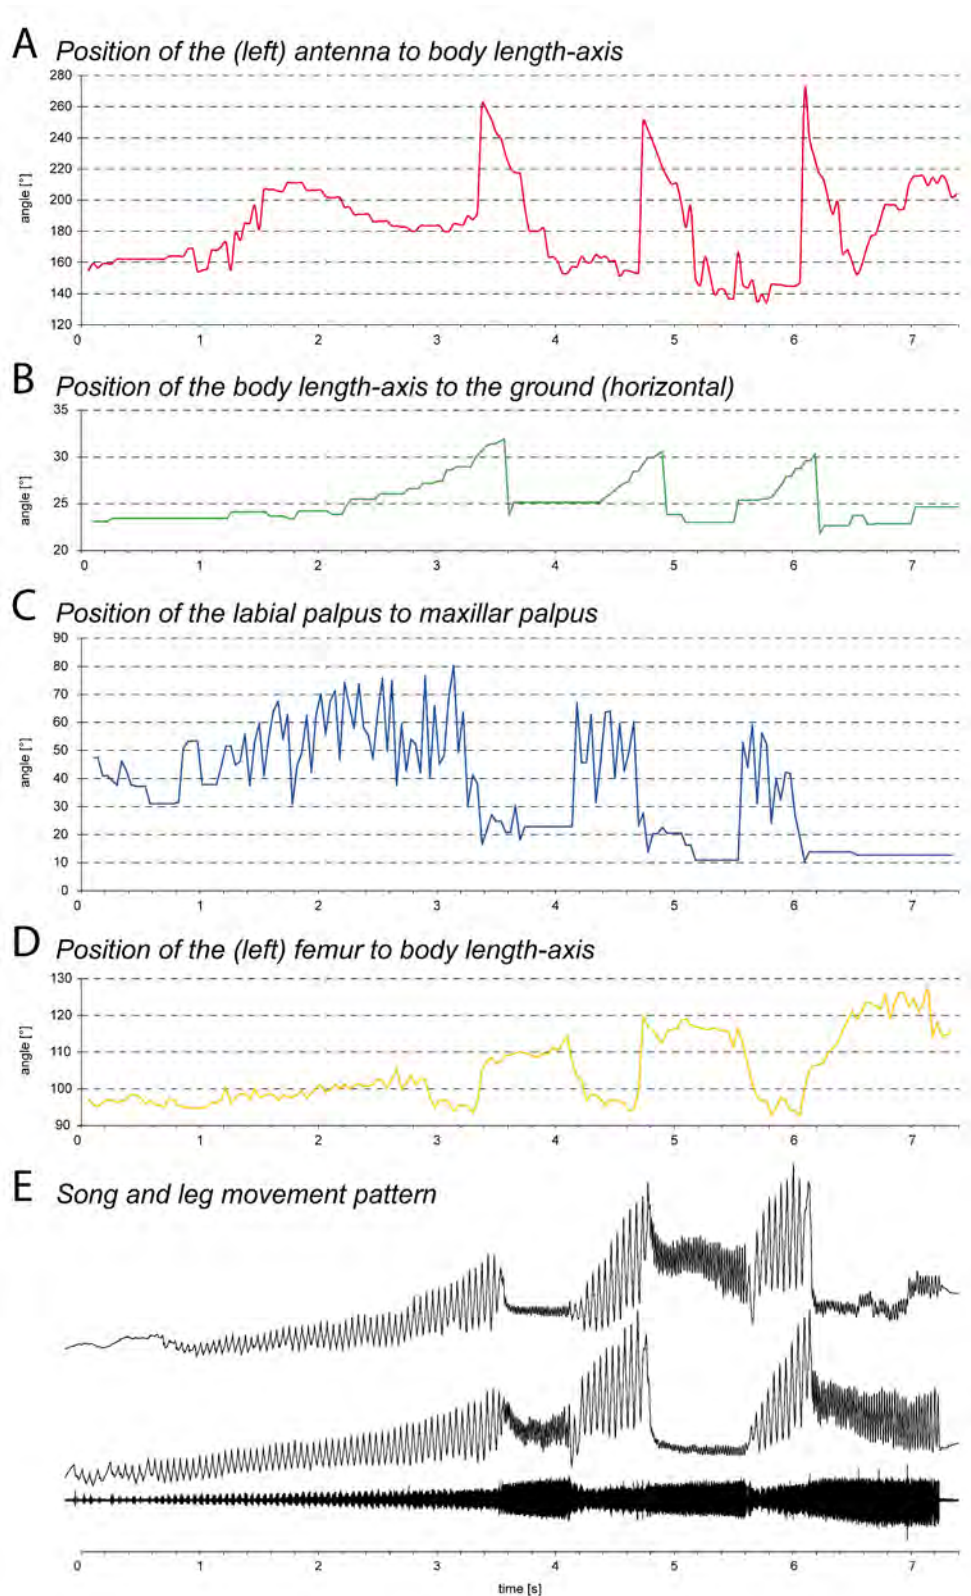 A Position of the (left) antenna to body length-axis
280
260
240
220
200
180
160
140
120
angle [°]
0 1 2 3 4 5 6 7
B Position of the body length-axis to the ground (horizontal)
35
30
25
20
angle [°]
0 1 2 3 4 5 6 7
C Position of the labial palpus to maxillar palpus
90
80
70
60
50
40
30
20
10
0
angle [°]
0 1 2 3 4 5 6 7
D Position of the (left) femur to body length-axis
130
120
110
100
90
angle [°]
0 1 2 3 4 5 6 7
E Song and leg movement pattern
0 1 2 3 4 5 6 7
time [s]